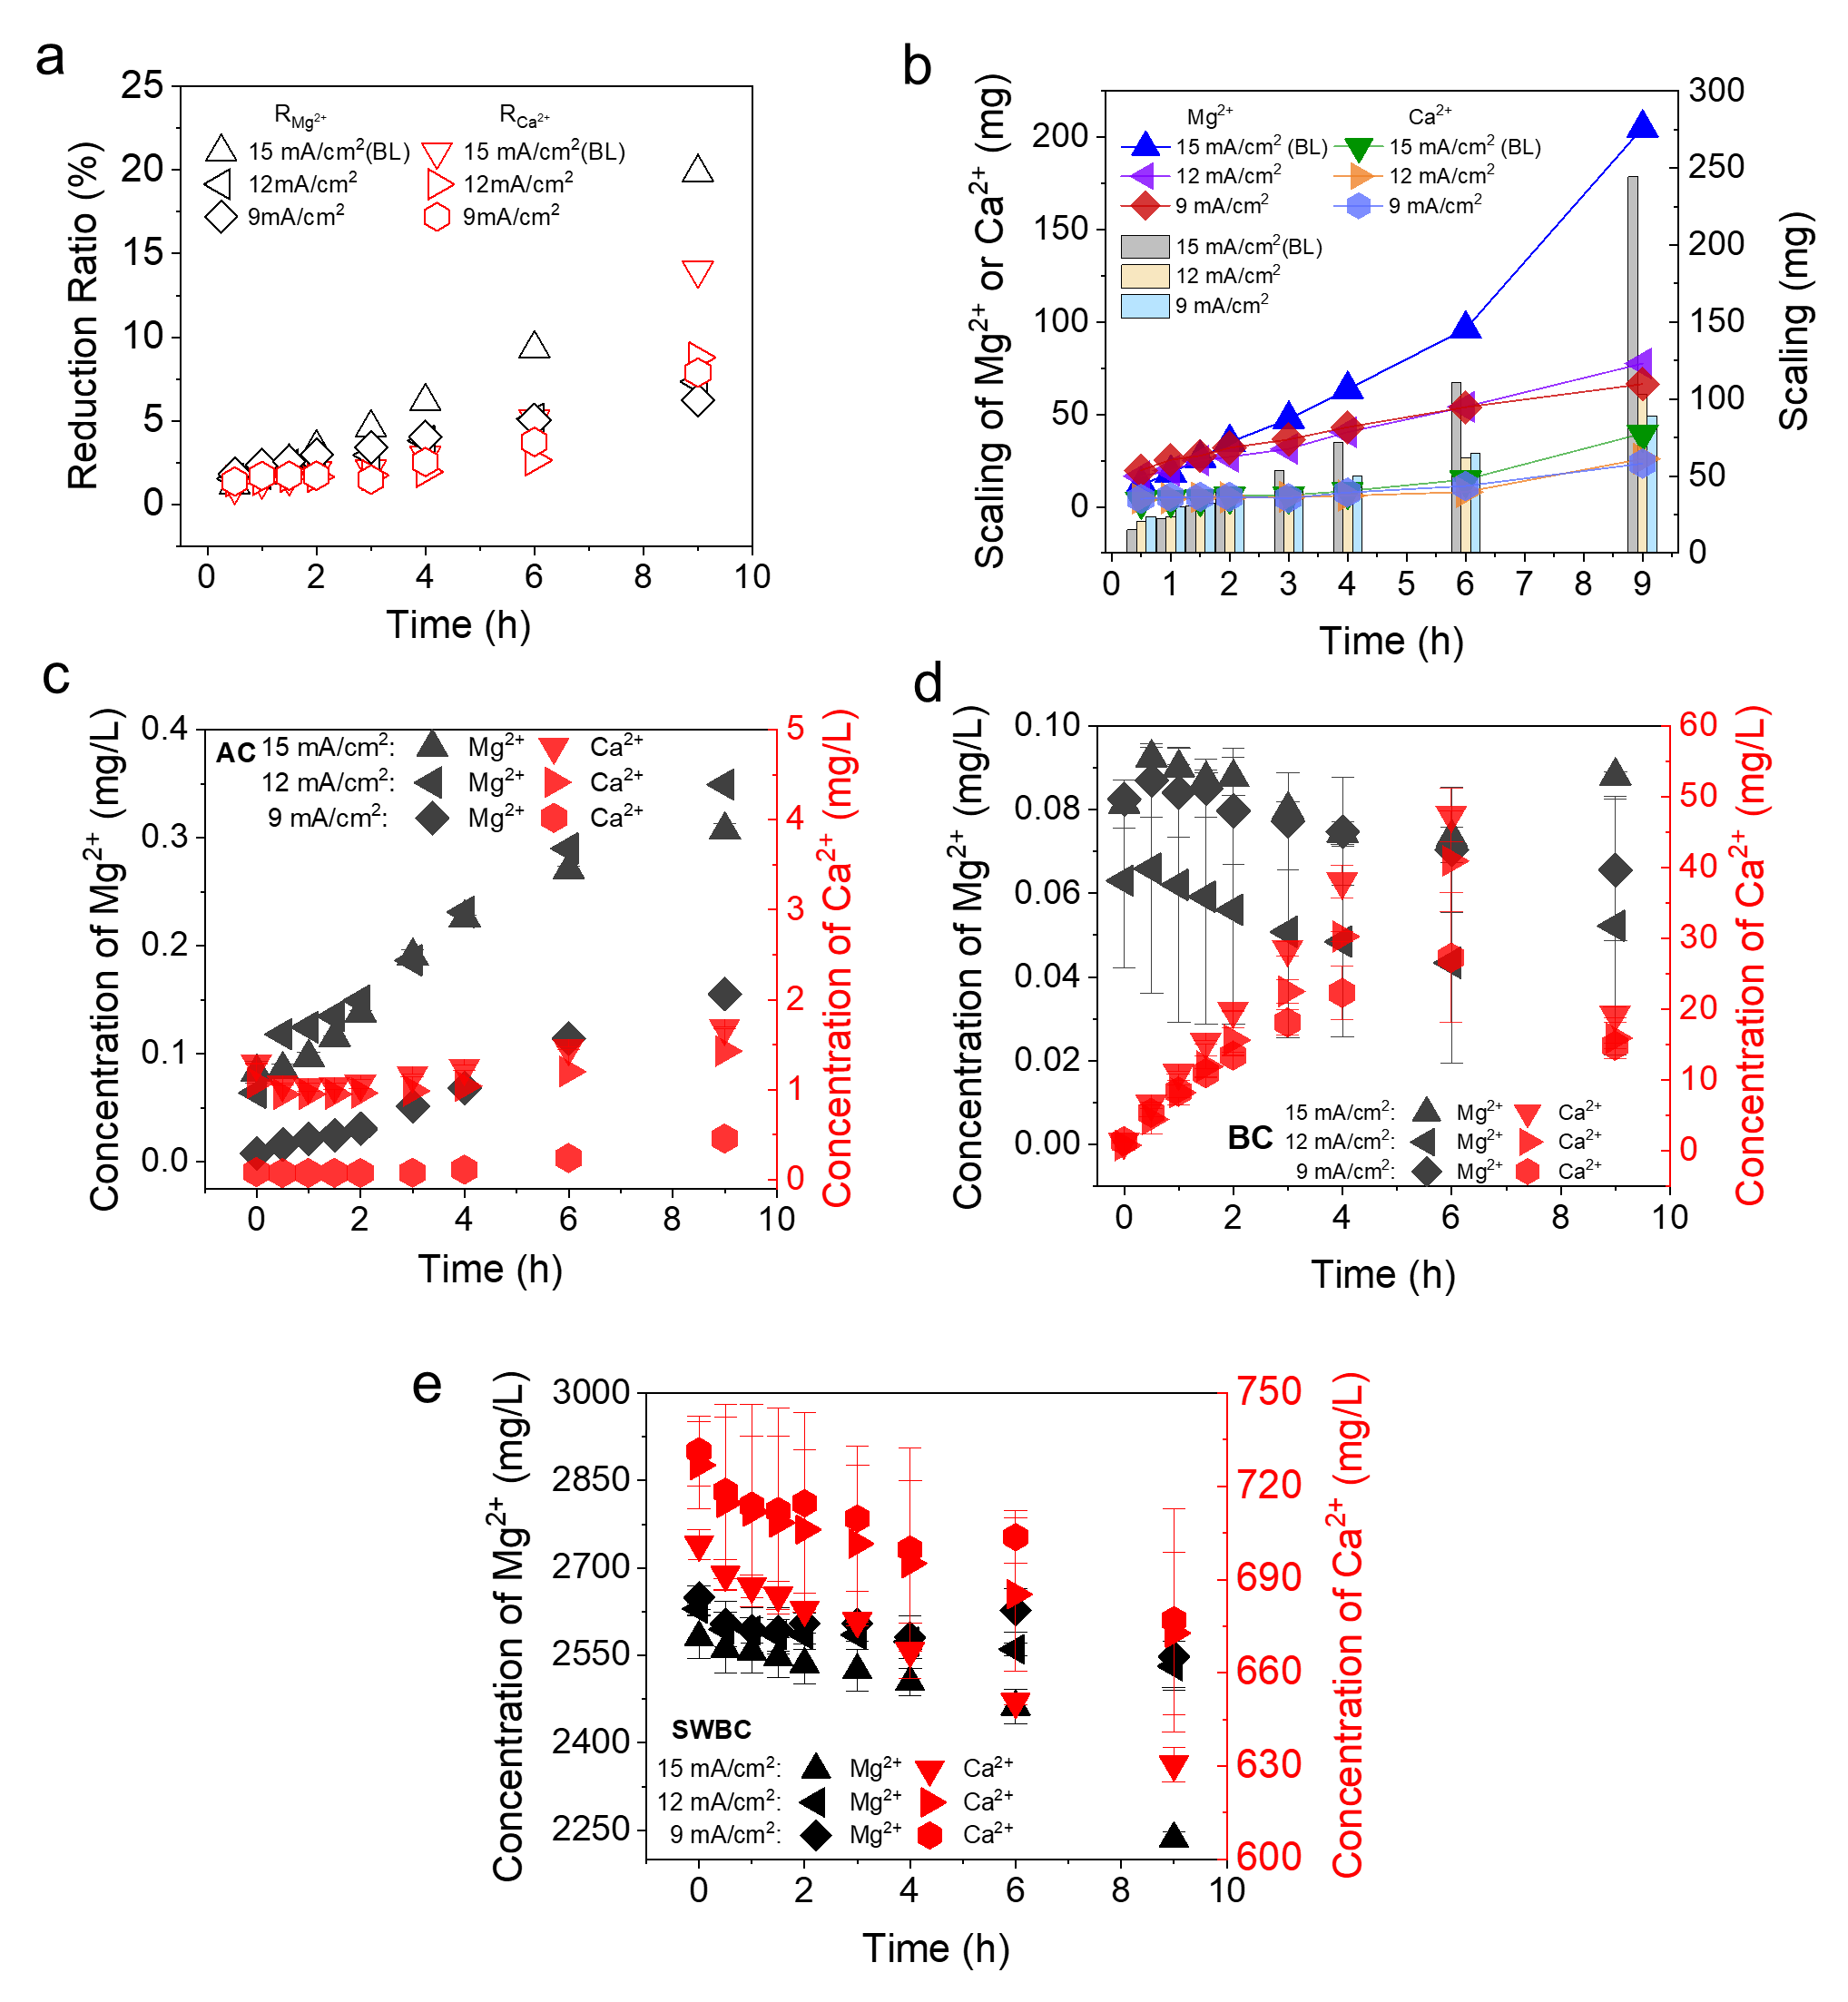 a
Reduction Ratio (%)
25
20
15
10
5
0
R_Mg²⁺ R_Ca²⁺
15 mA/cm²(BL) 15 mA/cm²(BL)
12mA/cm² 12mA/cm²
9mA/cm² 9mA/cm²
0 2 4 6 8 10
Time (h)
b
Scaling of Mg²⁺ or Ca²⁺ (mg)
200
150
100
50
0
Mg²⁺ Ca²⁺
15 mA/cm² (BL) 15 mA/cm² (BL)
12 mA/cm² 12 mA/cm²
9 mA/cm² 9 mA/cm²
15 mA/cm²(BL)
12 mA/cm²
9 mA/cm²
300
250
200
150
100
50
0
Scaling (mg)
0 1 2 3 4 5 6 7 8 9
Time (h)
c
Concentration of Mg²⁺ (mg/L)
0.4
0.3
0.2
0.1
0.0
AC 15 mA/cm²: Mg²⁺ Ca²⁺
12 mA/cm²: Mg²⁺ Ca²⁺
9 mA/cm²: Mg²⁺ Ca²⁺
5
4
3
2
1
0
Concentration of Ca²⁺ (mg/L)
0 2 4 6 8 10
Time (h)
d
Concentration of Mg²⁺ (mg/L)
0.10
0.08
0.06
0.04
0.02
0.00
60
50
40
30
20
10
0
Concentration of Ca²⁺ (mg/L)
BC
15 mA/cm²: Mg²⁺ Ca²⁺
12 mA/cm²: Mg²⁺ Ca²⁺
9 mA/cm²: Mg²⁺ Ca²⁺
0 2 4 6 8 10
Time (h)
e
Concentration of Mg²⁺ (mg/L)
3000
2850
2700
2550
2400
2250
750
720
690
660
630
600
Concentration of Ca²⁺ (mg/L)
SWBC
15 mA/cm²: Mg²⁺ Ca²⁺
12 mA/cm²: Mg²⁺ Ca²⁺
9 mA/cm²: Mg²⁺ Ca²⁺
0 2 4 6 8 10
Time (h)